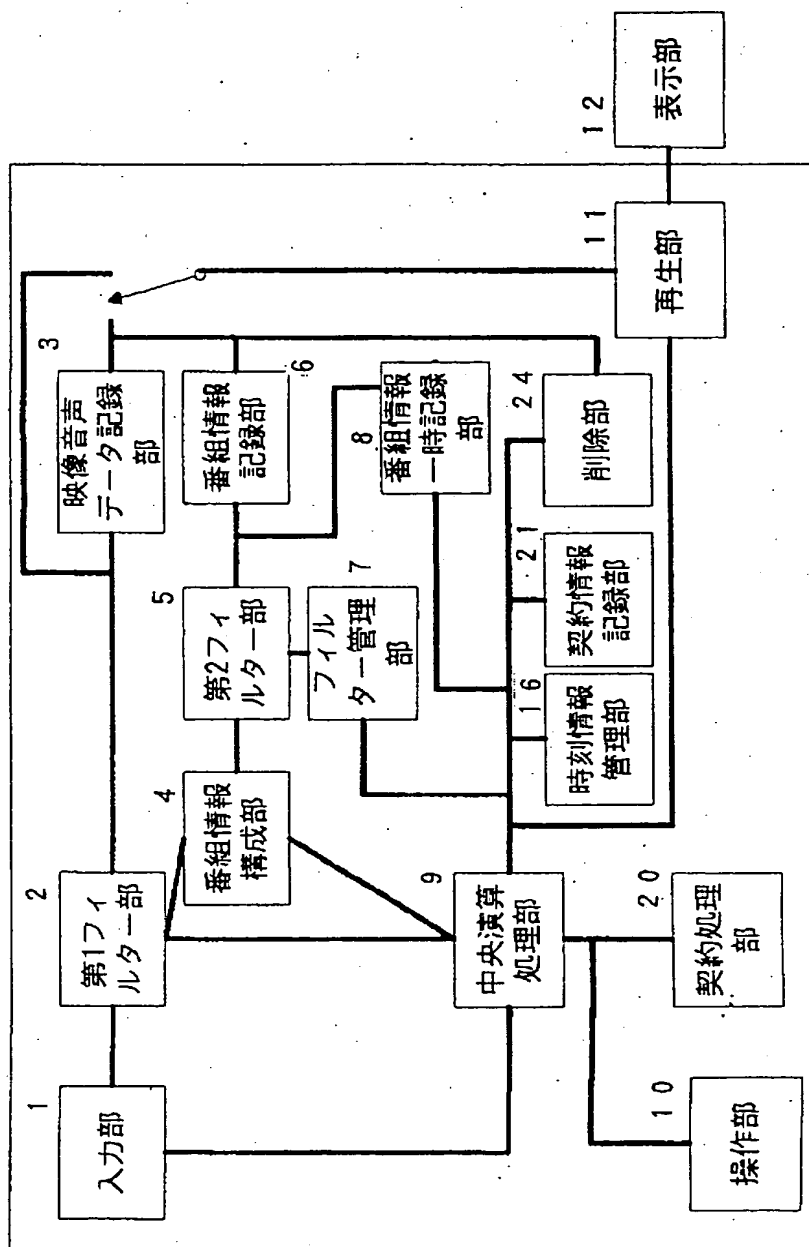 1
入力部
2
第1フィ
ルター部
3
映像音声
データ記録
部
4
番組情報
構成部
5
第2フィ
ルター部
6
番組情報
記録部
7
フィル
ター管理
部
8
番組情報
一時記録
部
9
中央演算
処理部
16
時刻情報
管理部
21
契約情報
記録部
24
削除部
11
再生部
12
表示部
10
操作部
20
契約処理
部